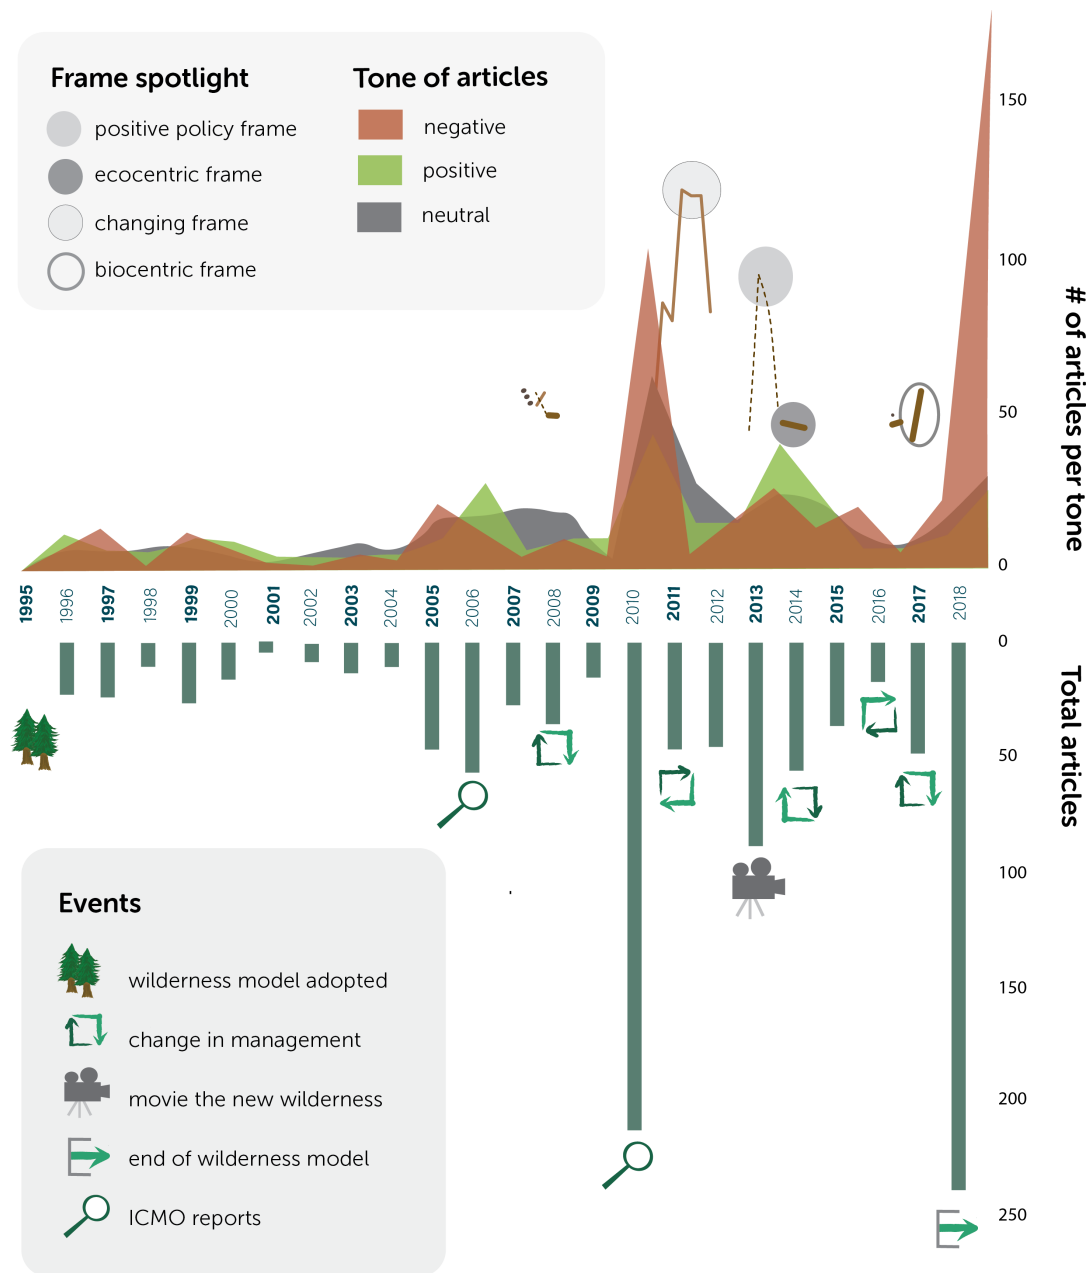 Frame spotlight
positive policy frame
ecocentric frame
changing frame
biocentric frame
Tone of articles
negative
positive
neutral
150
100
50
0
# of articles per tone
1995 1996 1997 1998 1999 2000 2001 2002 2003 2004 2005 2006 2007 2008 2009 2010 2011 2012 2013 2014 2015 2016 2017 2018
0
50
100
150
200
250
Total articles
Events
wilderness model adopted
change in management
movie the new wilderness
end of wilderness model
ICMO reports